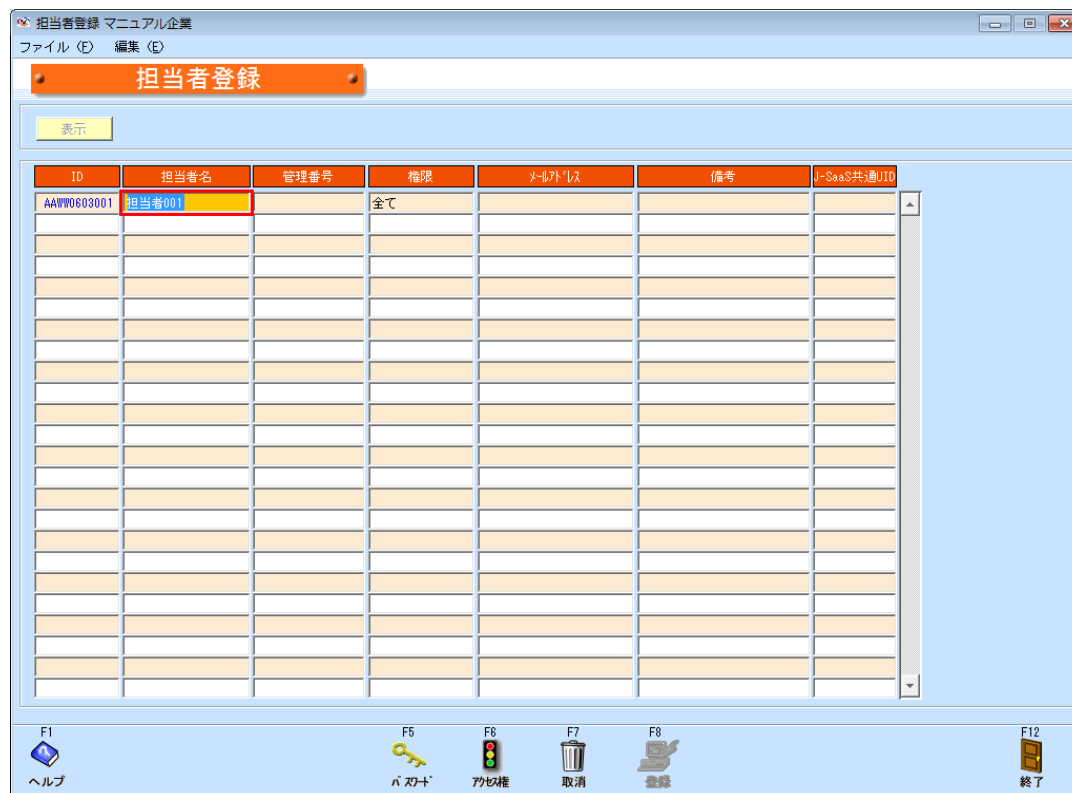 担当者登録 マニュアル企業
ファイル (F) 編集 (E)
担当者登録
表示
ID 担当者名 管理番号 権限 メールアドレス 備考 J-SaaS共通UID
AAWW0603001 担当者001 全て
F1 F5 F6 F7 F8 F12
ヘルプ パスワード アクセス権 取消 登録 終了